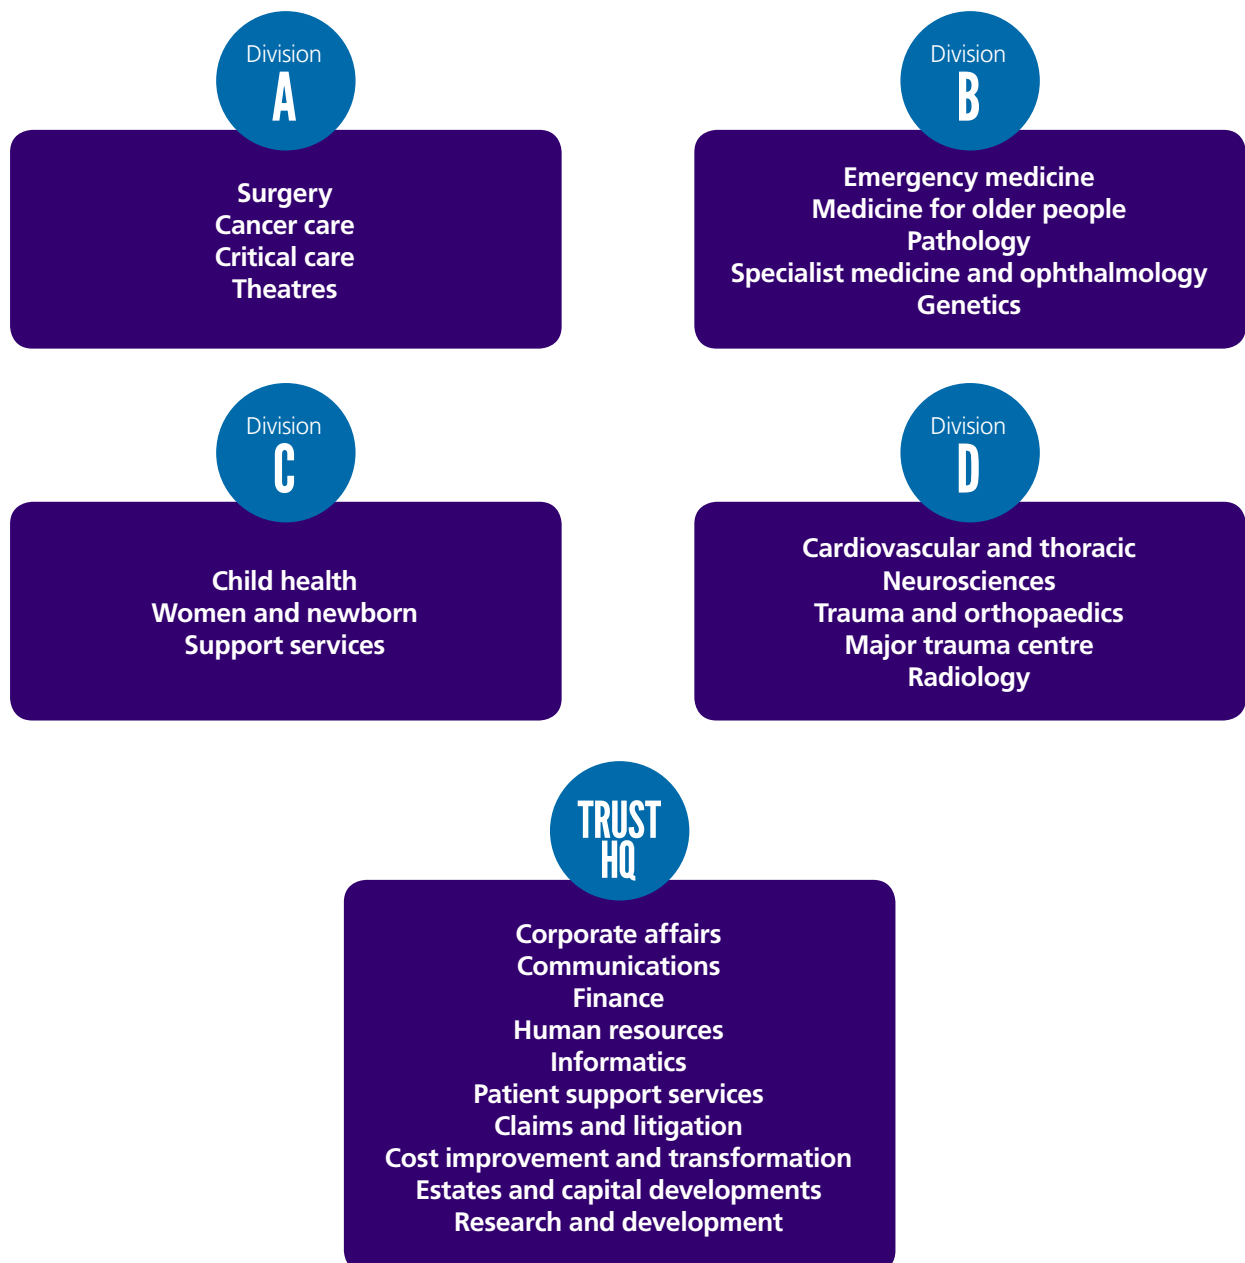 Division
A
Surgery
Cancer care
Critical care
Theatres
Division
B
Emergency medicine
Medicine for older people
Pathology
Specialist medicine and ophthalmology
Genetics
Division
C
Child health
Women and newborn
Support services
Division
D
Cardiovascular and thoracic
Neurosciences
Trauma and orthopaedics
Major trauma centre
Radiology
TRUST
HQ
Corporate affairs
Communications
Finance
Human resources
Informatics
Patient support services
Claims and litigation
Cost improvement and transformation
Estates and capital developments
Research and development